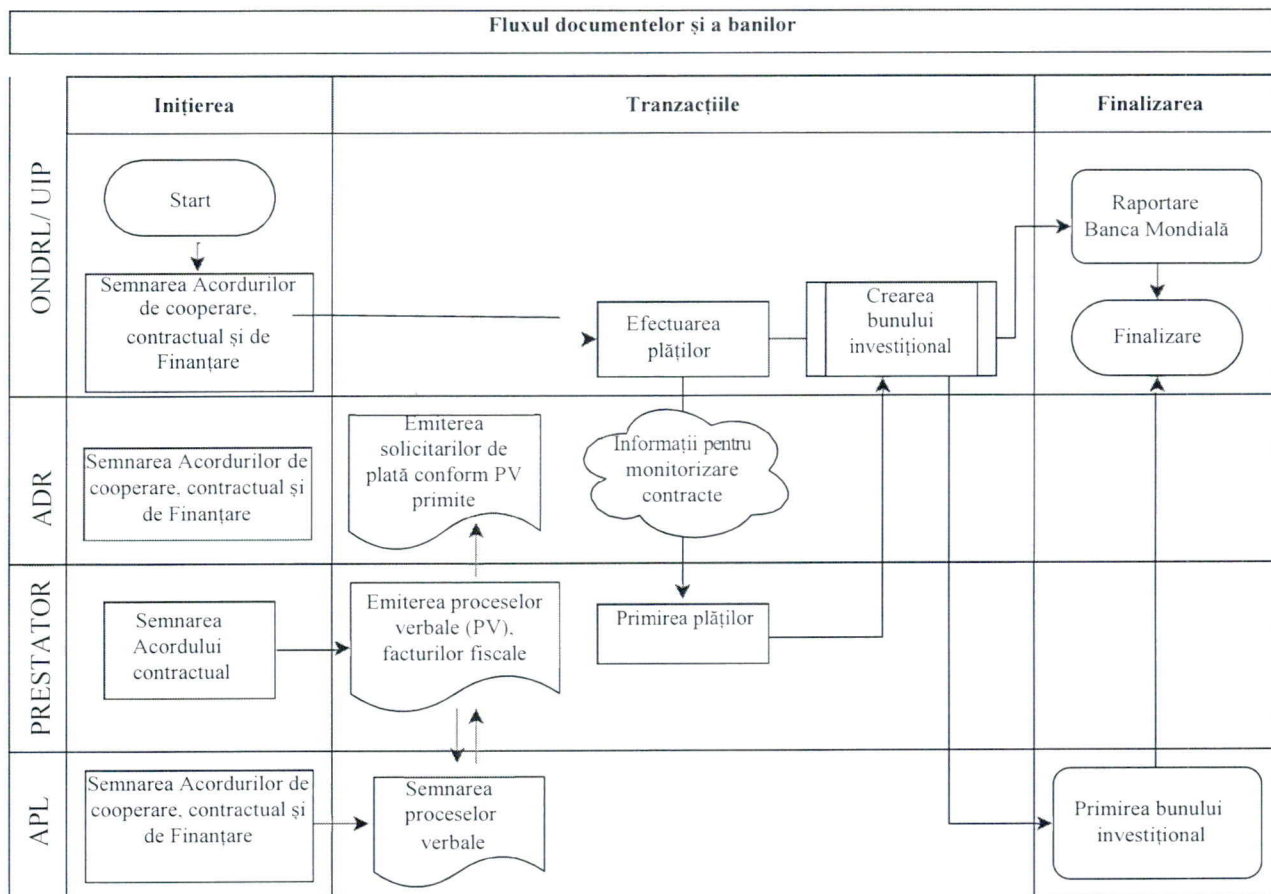 Fluxul documentelor și a banilor
Inițierea
Tranzacțiile
Finalizarea
ONDRL/ UIP
Start
Semnarea Acordurilor
de cooperare,
contractual și de
Finanțare
Efectuarea
plăților
Crearea
bunului
investițional
Raportare
Banca Mondială
Finalizare
ADR
Semnarea Acordurilor de
cooperare, contractual și
de Finanțare
Emiterea
solicitarilor de
plată conform PV
primite
Informații pentru
monitorizare
contracte
PRESTATOR
Semnarea
Acordului
contractual
Emiterea proceselor
verbale (PV),
facturilor fiscale
Primirea plăților
APL
Semnarea Acordurilor de
cooperare, contractual și
de Finanțare
Semnarea
proceselor
verbale
Primirea bunului
investițional